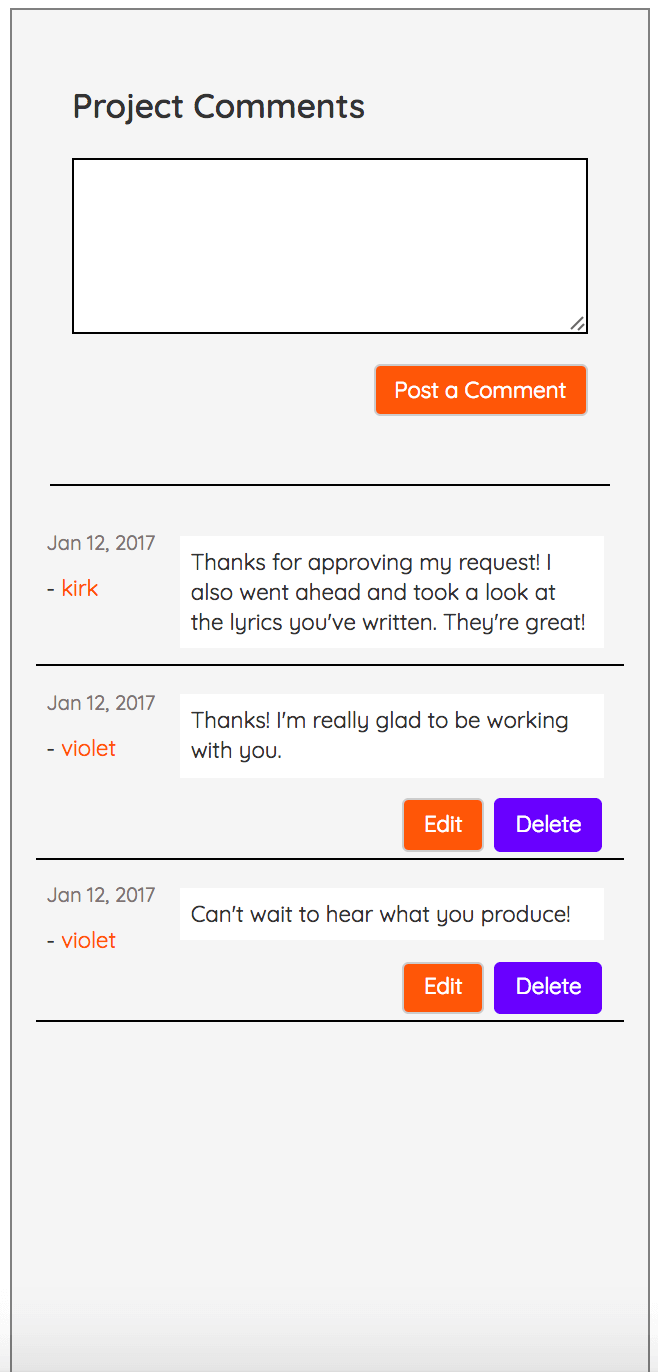 Project Comments
Post a Comment
Jan 12, 2017
- kirk
Thanks for approving my request! I
also went ahead and took a look at
the lyrics you've written. They're great!
Jan 12, 2017
- violet
Thanks! I'm really glad to be working
with you.
Edit
Delete
Jan 12, 2017
- violet
Can't wait to hear what you produce!
Edit
Delete